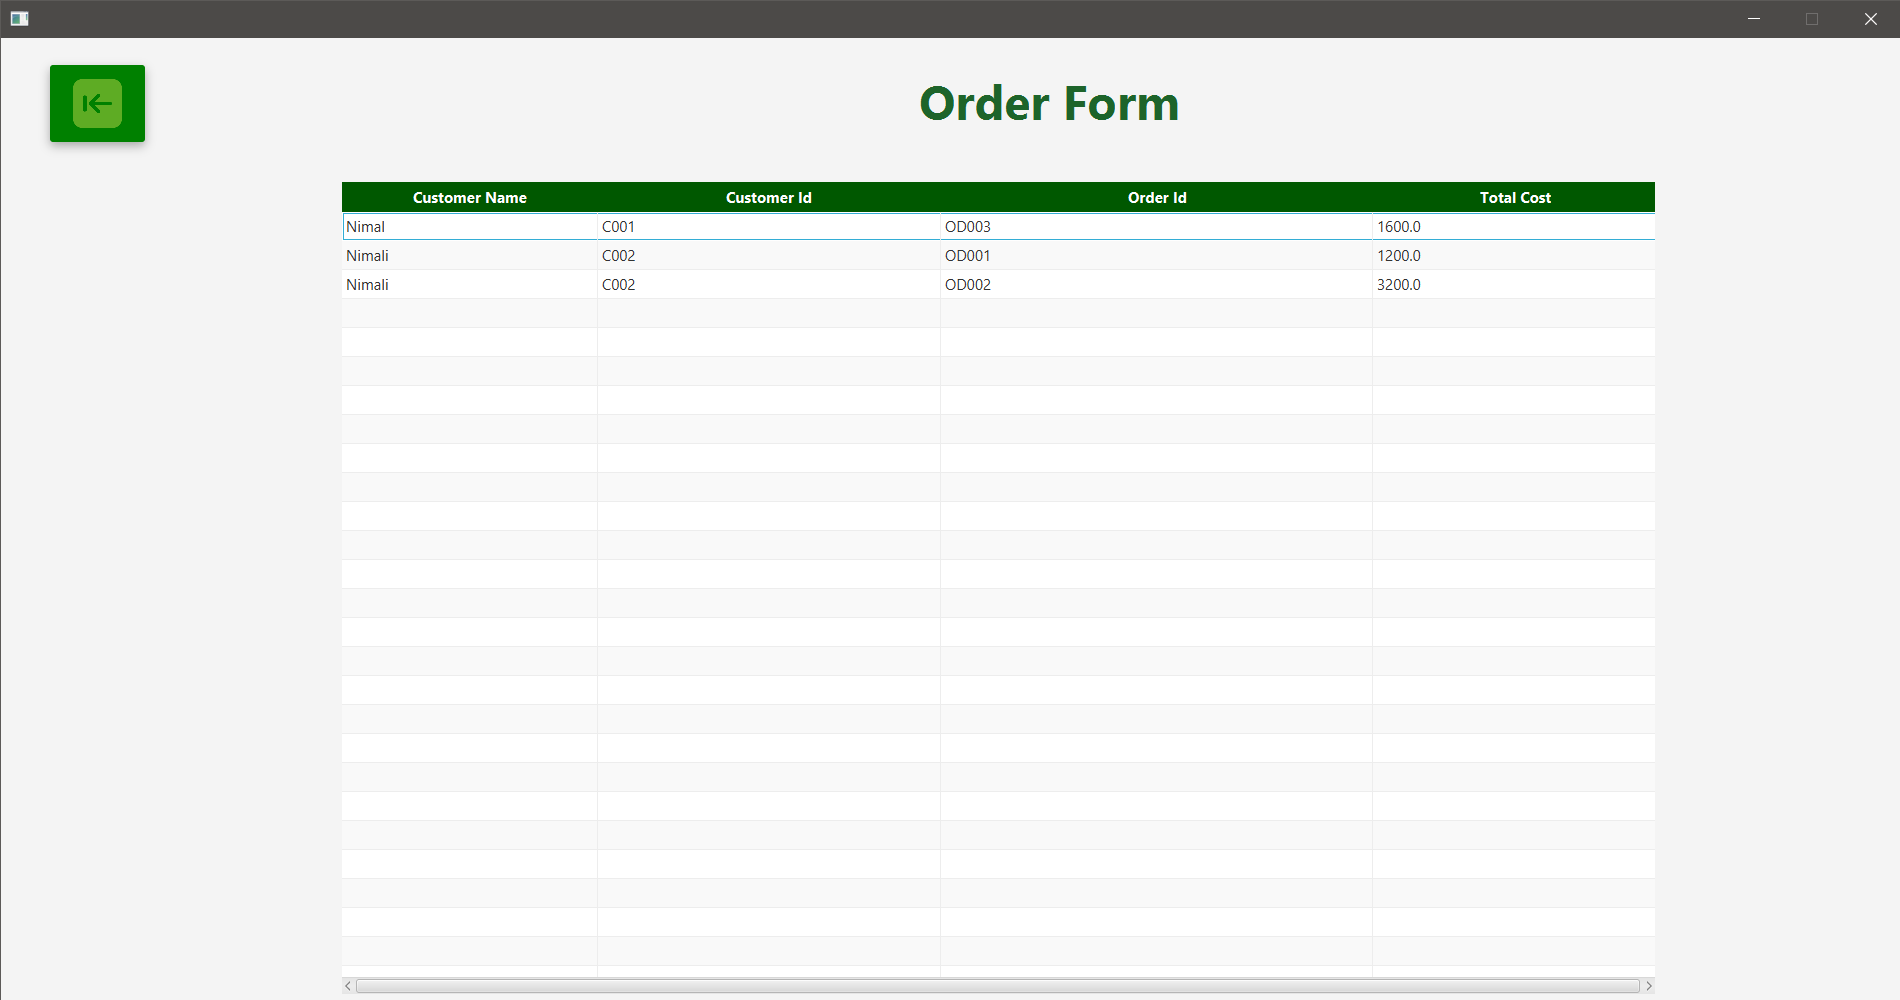 Order Form
Customer Name Customer Id Order Id Total Cost
Nimal C001 OD003 1600.0
Nimali C002 OD001 1200.0
Nimali C002 OD002 3200.0